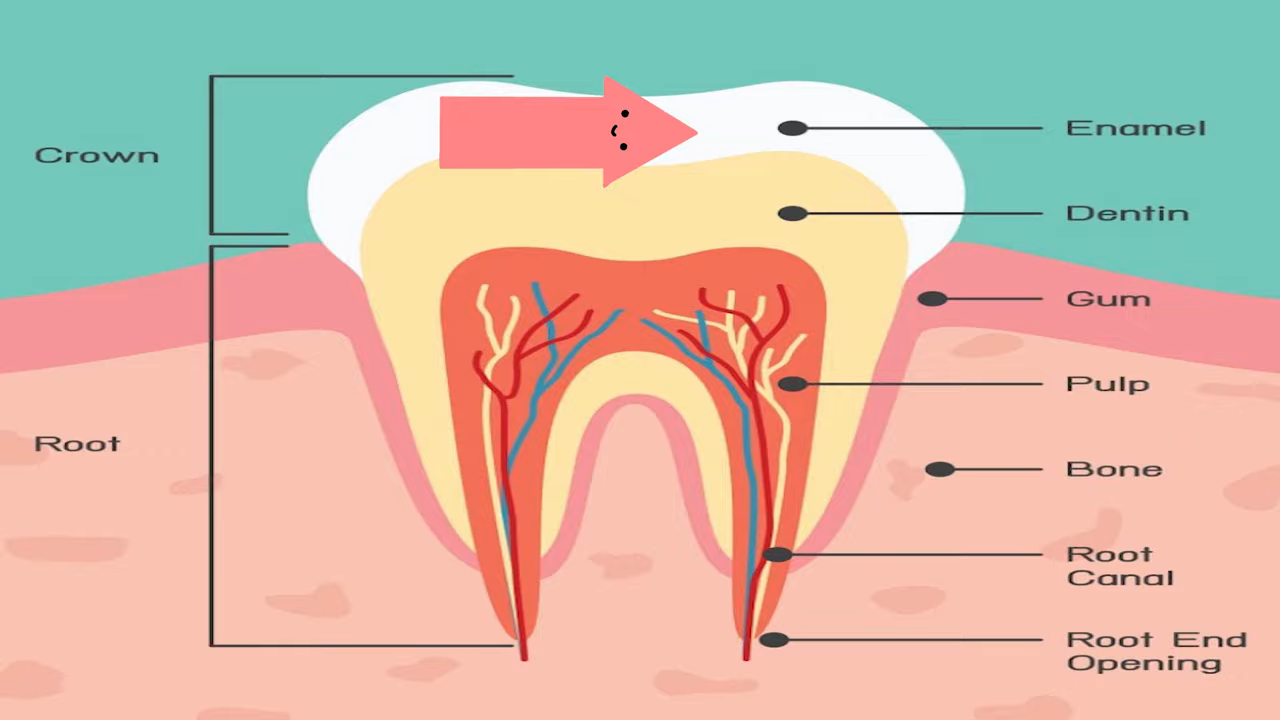 Crown
Root
Enamel
Dentin
Gum
Pulp
Bone
Root
Canal
Root End
Opening